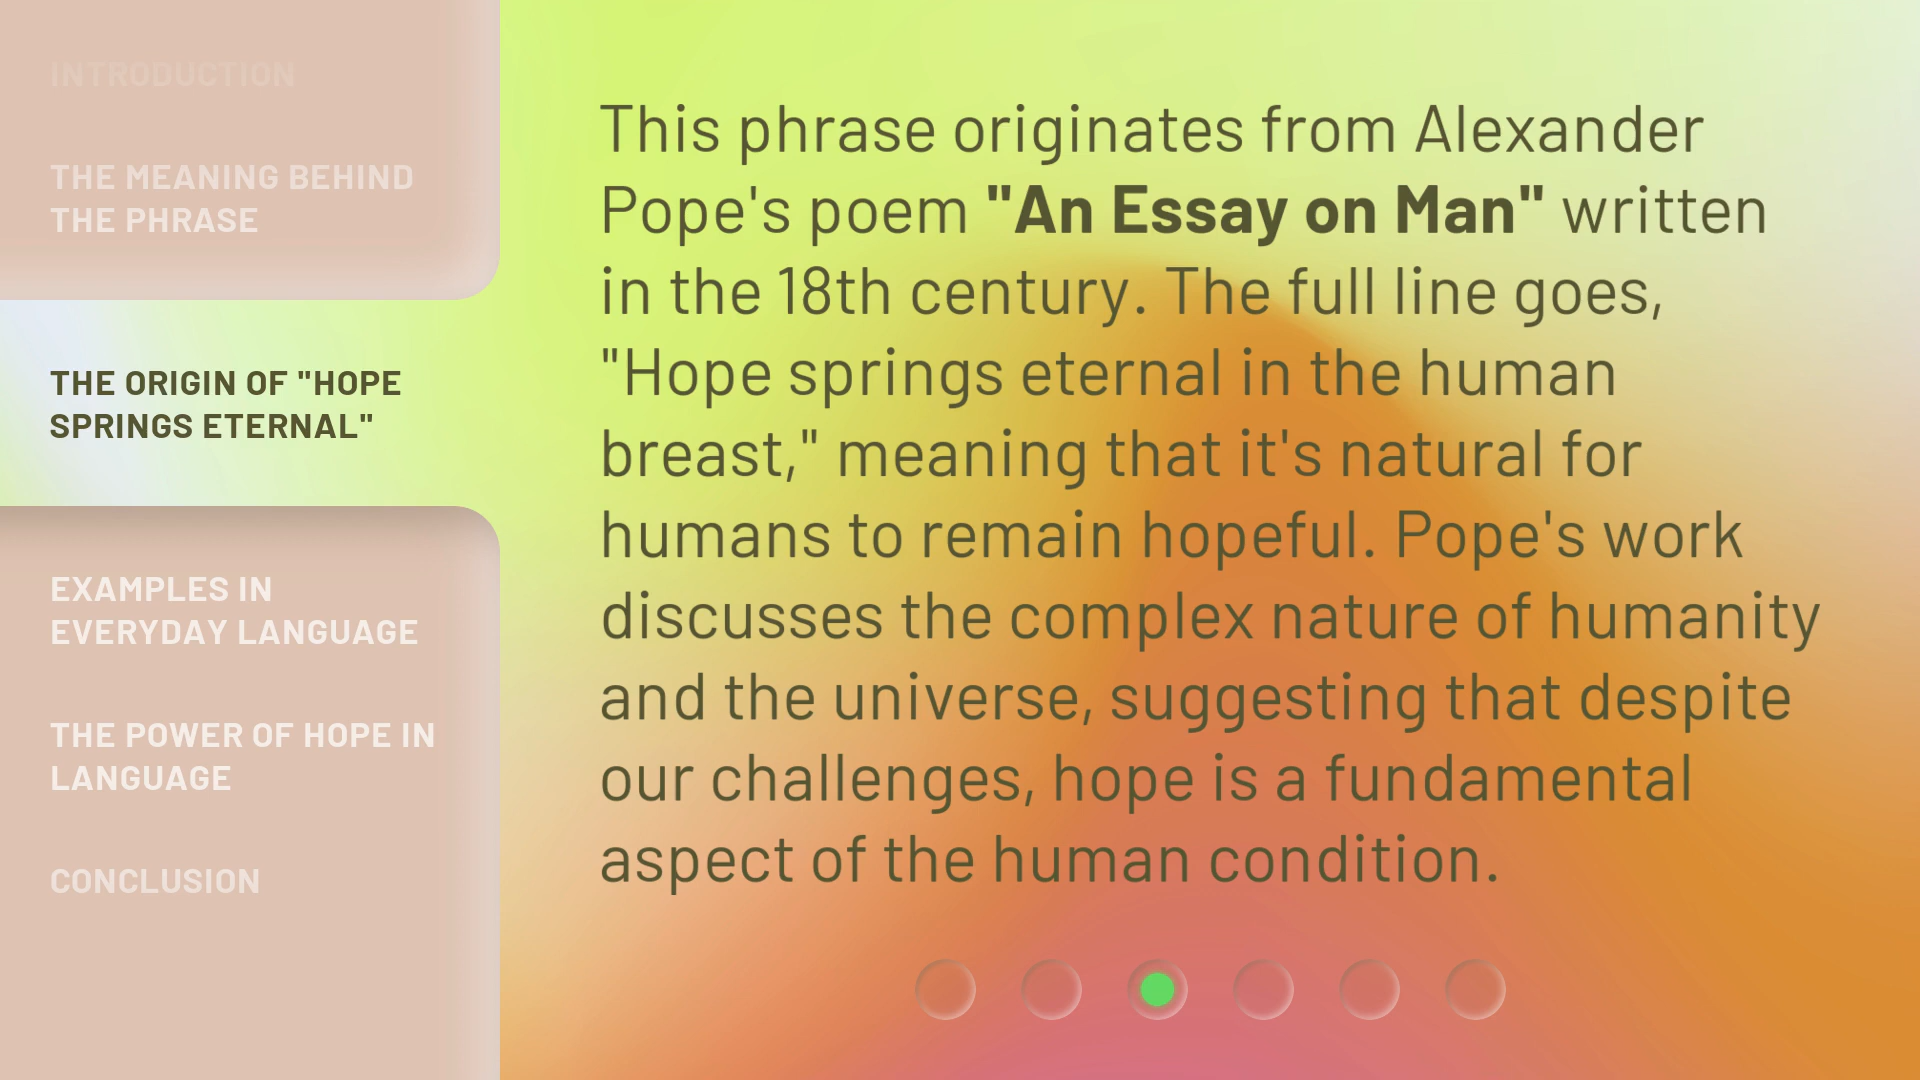 INTRODUCTION
THE MEANING BEHIND
THE PHRASE
THE ORIGIN OF "HOPE
SPRINGS ETERNAL"
EXAMPLES IN
EVERYDAY LANGUAGE
THE POWER OF HOPE IN
LANGUAGE
CONCLUSION
This phrase originates from Alexander
Pope's poem "An Essay on Man" written
in the 18th century. The full line goes,
"Hope springs eternal in the human
breast," meaning that it's natural for
humans to remain hopeful. Pope's work
discusses the complex nature of humanity
and the universe, suggesting that despite
our challenges, hope is a fundamental
aspect of the human condition.